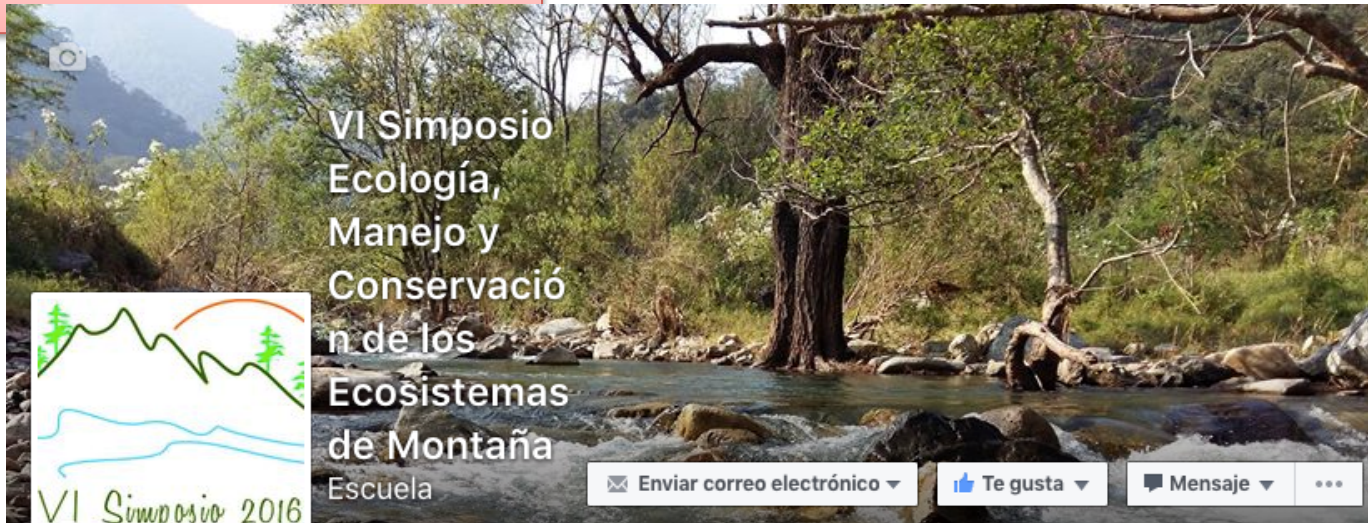 VI Simposio
Ecología,
Manejo y
Conservació
n de los
Ecosistemas
de Montaña
Escuela
VI Simposio 2016
Enviar correo electrónico
Te gusta
Mensaje